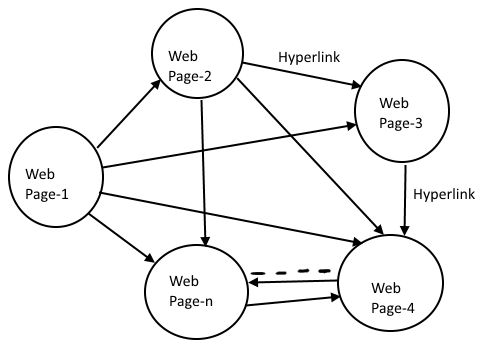 Web
Page-2
Hyperlink
Web
Page-3
Web
Page-1
Hyperlink
Web
Page-n
Web
Page-4